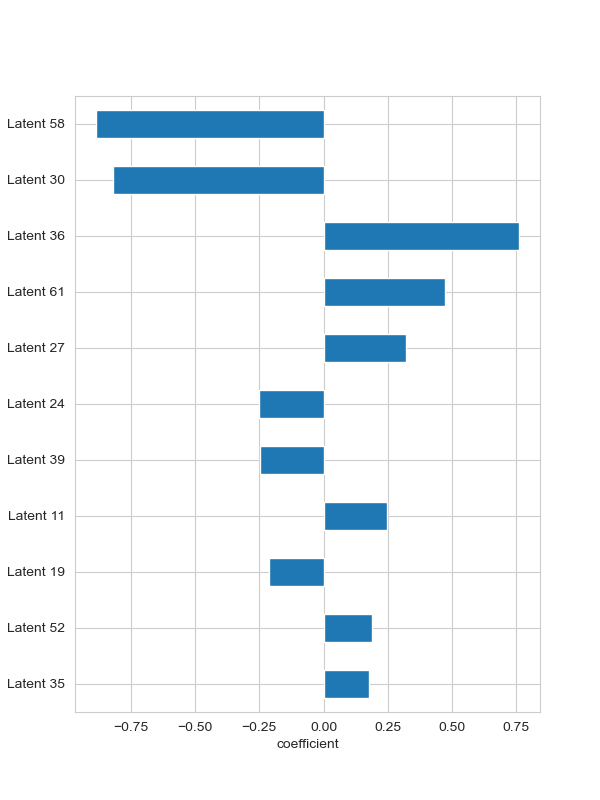 Latent 58
Latent 30
Latent 36
Latent 61
Latent 27
Latent 24
Latent 39
Latent 11
Latent 19
Latent 52
Latent 35
−0.75 −0.50 −0.25 0.00 0.25 0.50 0.75
coefficient